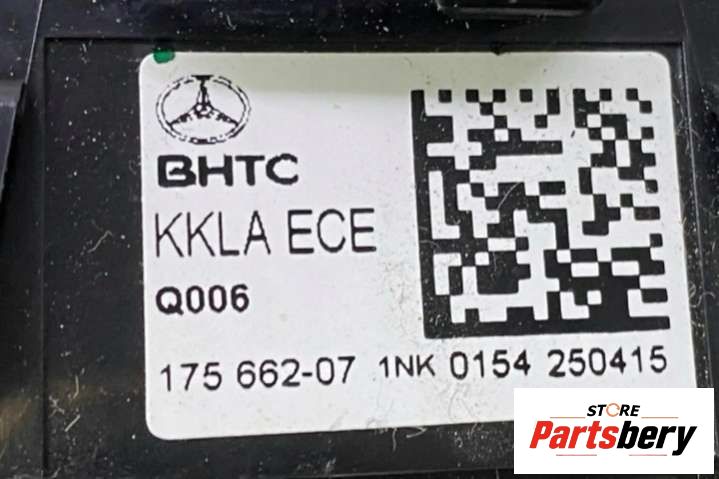 BHTC
KKLA ECE
Q006
175 662-07 1NK 0154 250415
STORE
Partsbery